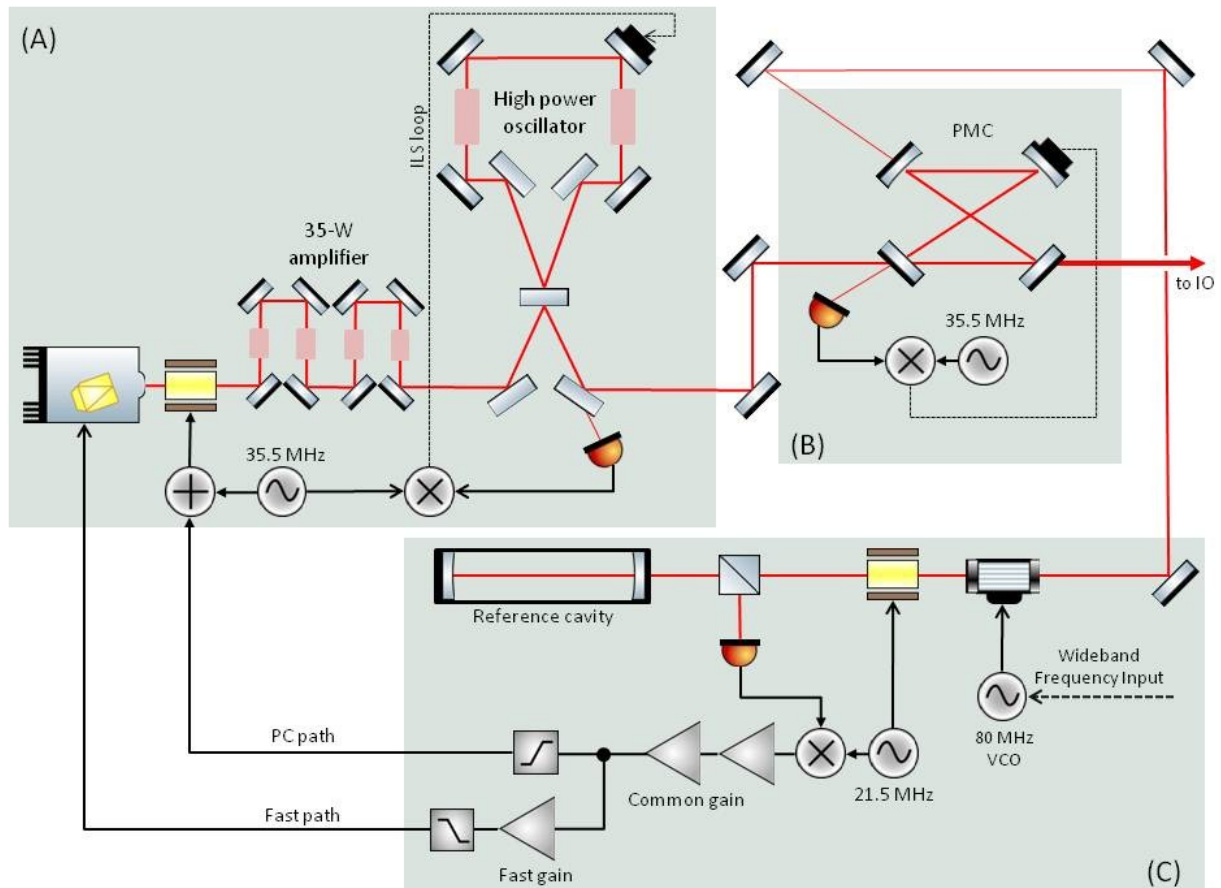 (A)
ILS loop
High power
oscillator
35-W
amplifier
35.5 MHz
PMC
to IO
35.5 MHz
(B)
Reference cavity
Wideband
Frequency Input
80 MHz
VCO
21.5 MHz
Common gain
PC path
Fast path
Fast gain
(C)